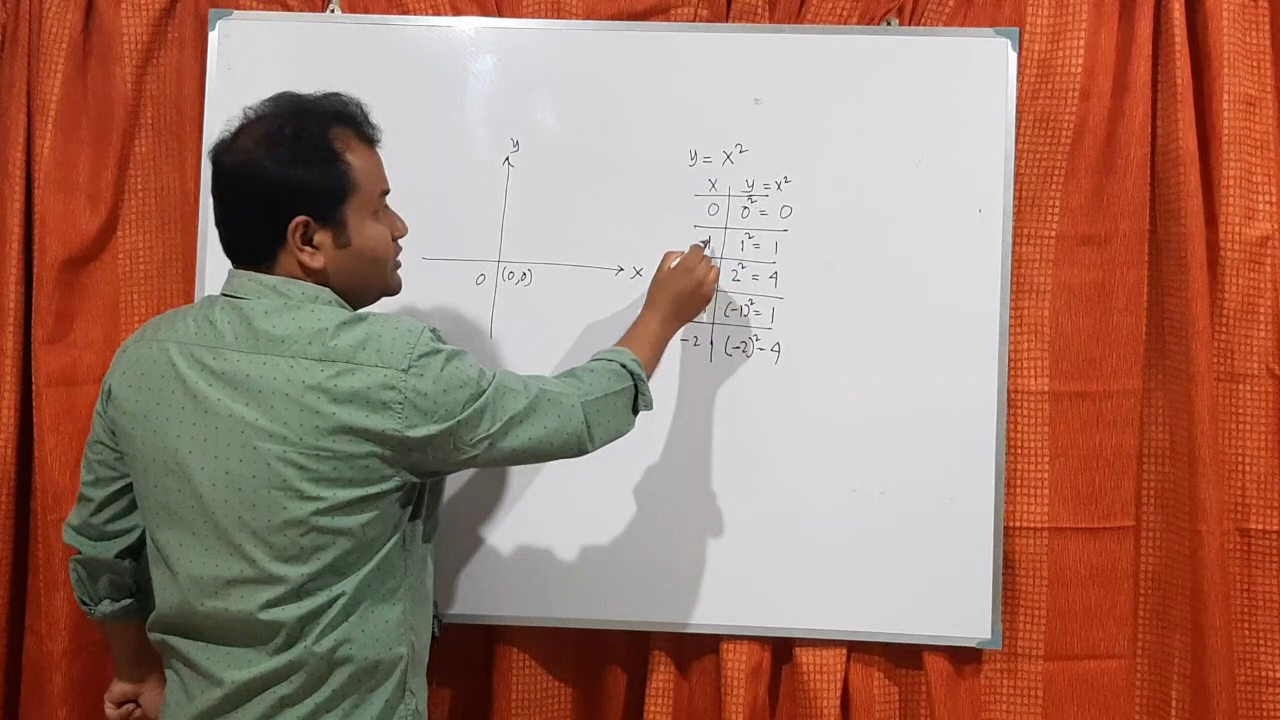 y
x
0 (0,0)
y = x²
x y = x²
0 0² = 0
1 1² = 1
2² = 4
(-1)² = 1
-2 (-2)² - 4